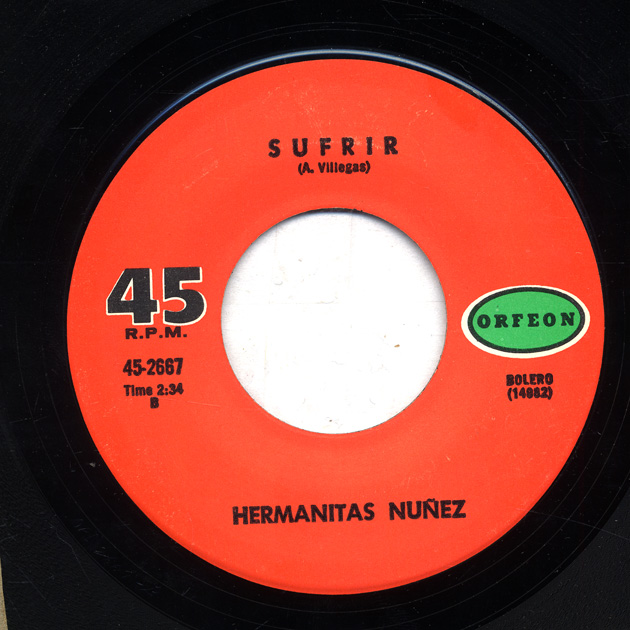 SUFRIR
(A. Villegas)
45
R.P.M.
45-2667
Time 2:34
B
ORFEON
BOLERO
(14982)
HERMANITAS NUÑEZ